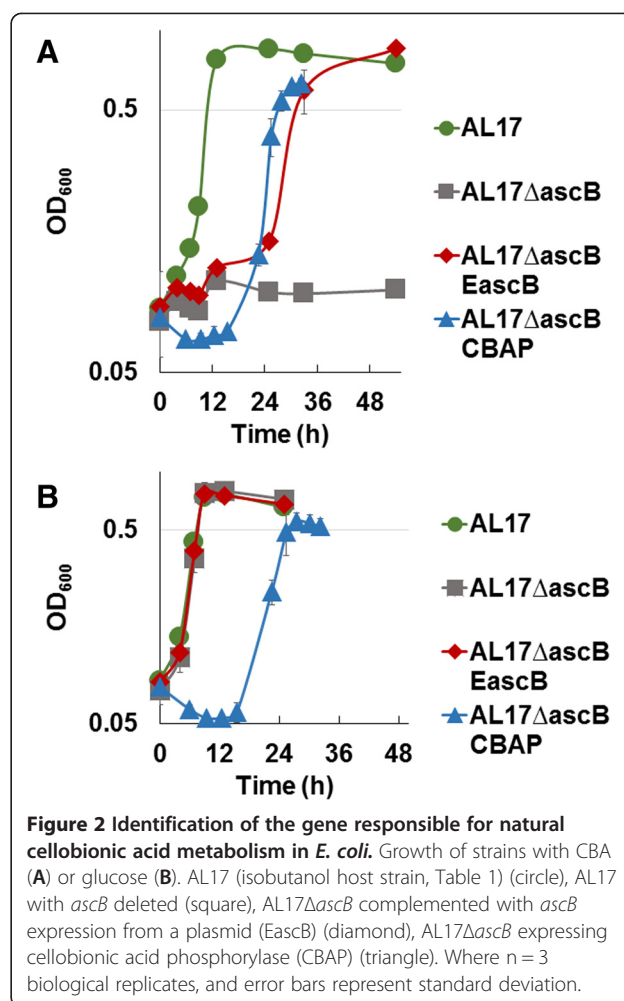 A
0.5
0.05
OD600
0 12 24 36 48
Time (h)
AL17
AL17ΔascB
AL17ΔascB
EascB
AL17ΔascB
CBAP
B
0.5
0.05
OD600
0 12 24 36 48
Time (h)
AL17
AL17ΔascB
AL17ΔascB
EascB
AL17ΔascB
CBAP
Figure 2 Identification of the gene responsible for natural
cellobionic acid metabolism in E. coli. Growth of strains with CBA
(A) or glucose (B). AL17 (isobutanol host strain, Table 1) (circle), AL17
with ascB deleted (square), AL17ΔascB complemented with ascB
expression from a plasmid (EascB) (diamond), AL17ΔascB expressing
cellobionic acid phosphorylase (CBAP) (triangle). Where n = 3
biological replicates, and error bars represent standard deviation.